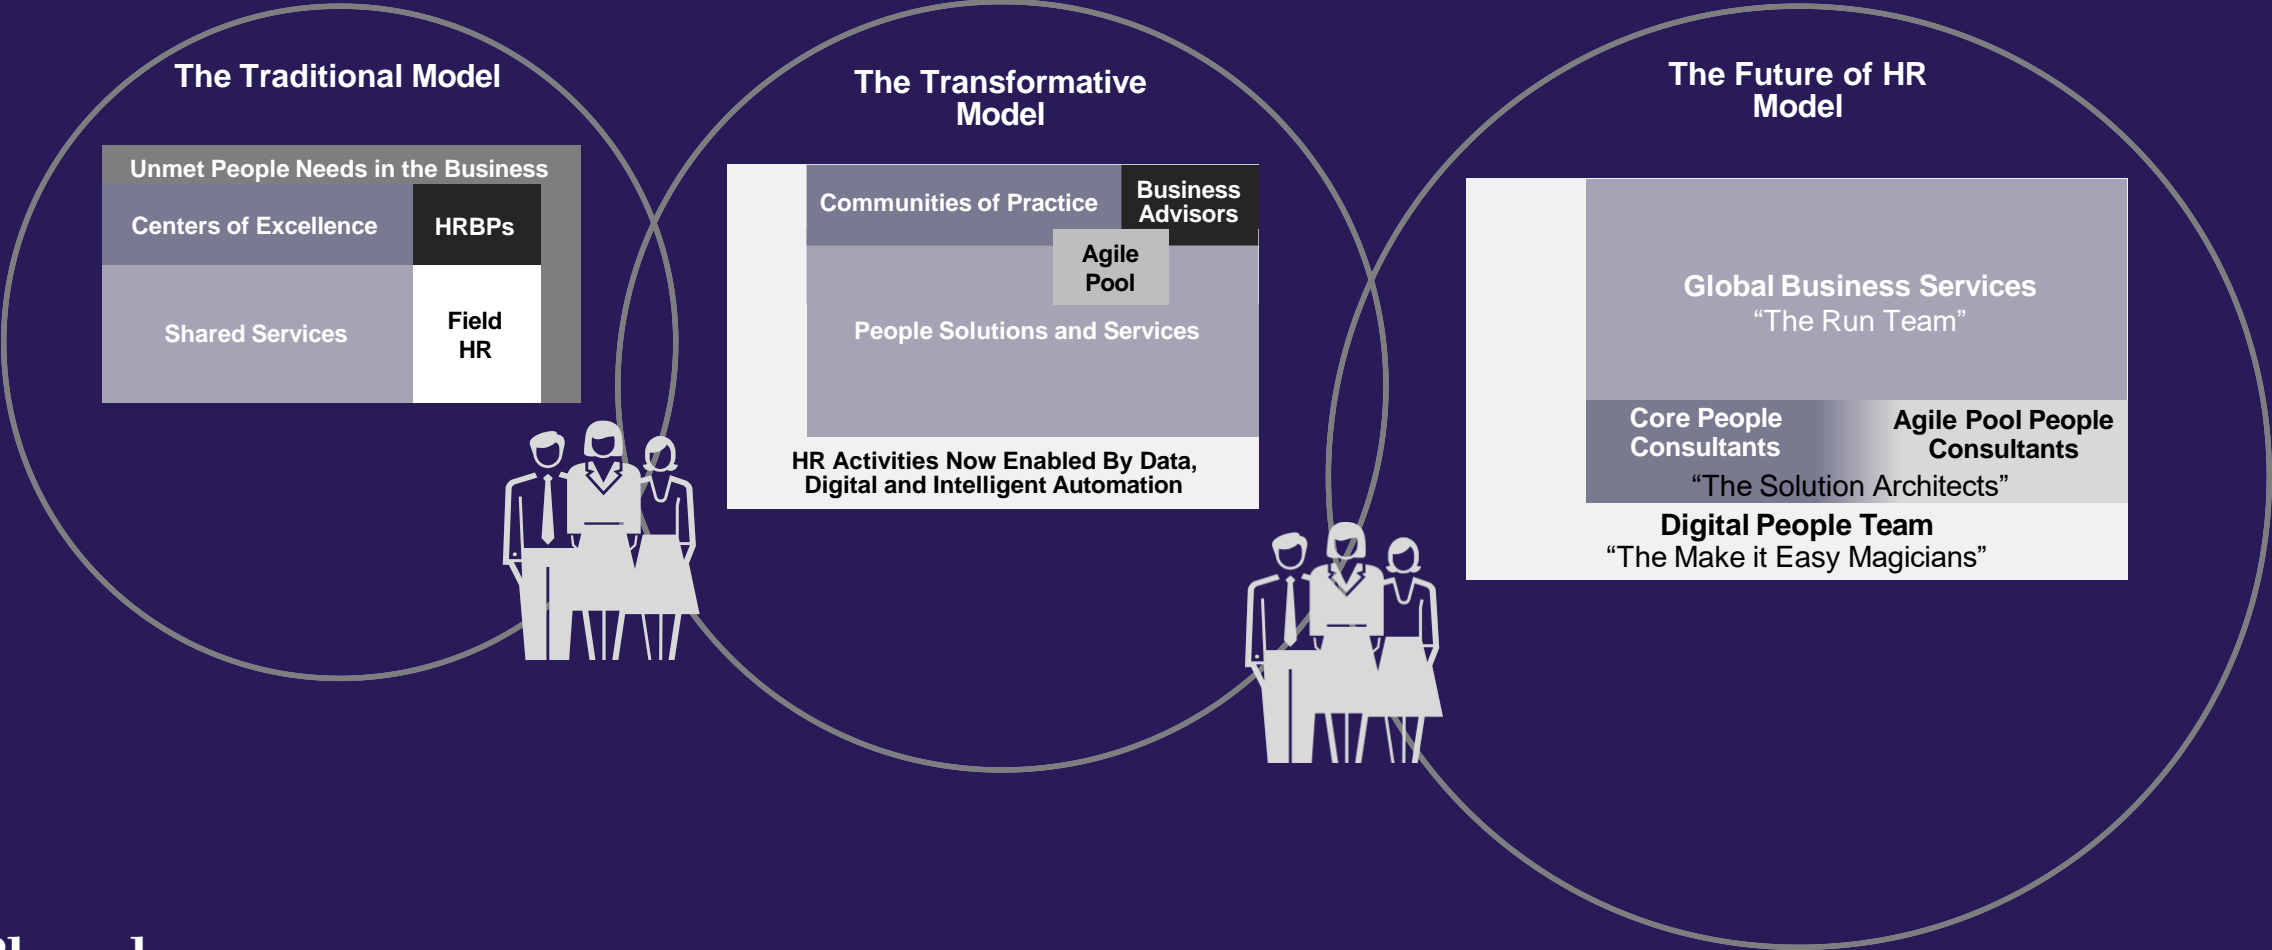 The Traditional Model
Unmet People Needs in the Business
Centers of Excellence
HRBPs
Shared Services
Field
HR
The Transformative
Model
Communities of Practice
Business
Advisors
Agile
Pool
People Solutions and Services
HR Activities Now Enabled By Data,
Digital and Intelligent Automation
The Future of HR
Model
Global Business Services
“The Run Team”
Core People
Consultants
Agile Pool People
Consultants
“The Solution Architects”
Digital People Team
“The Make it Easy Magicians”